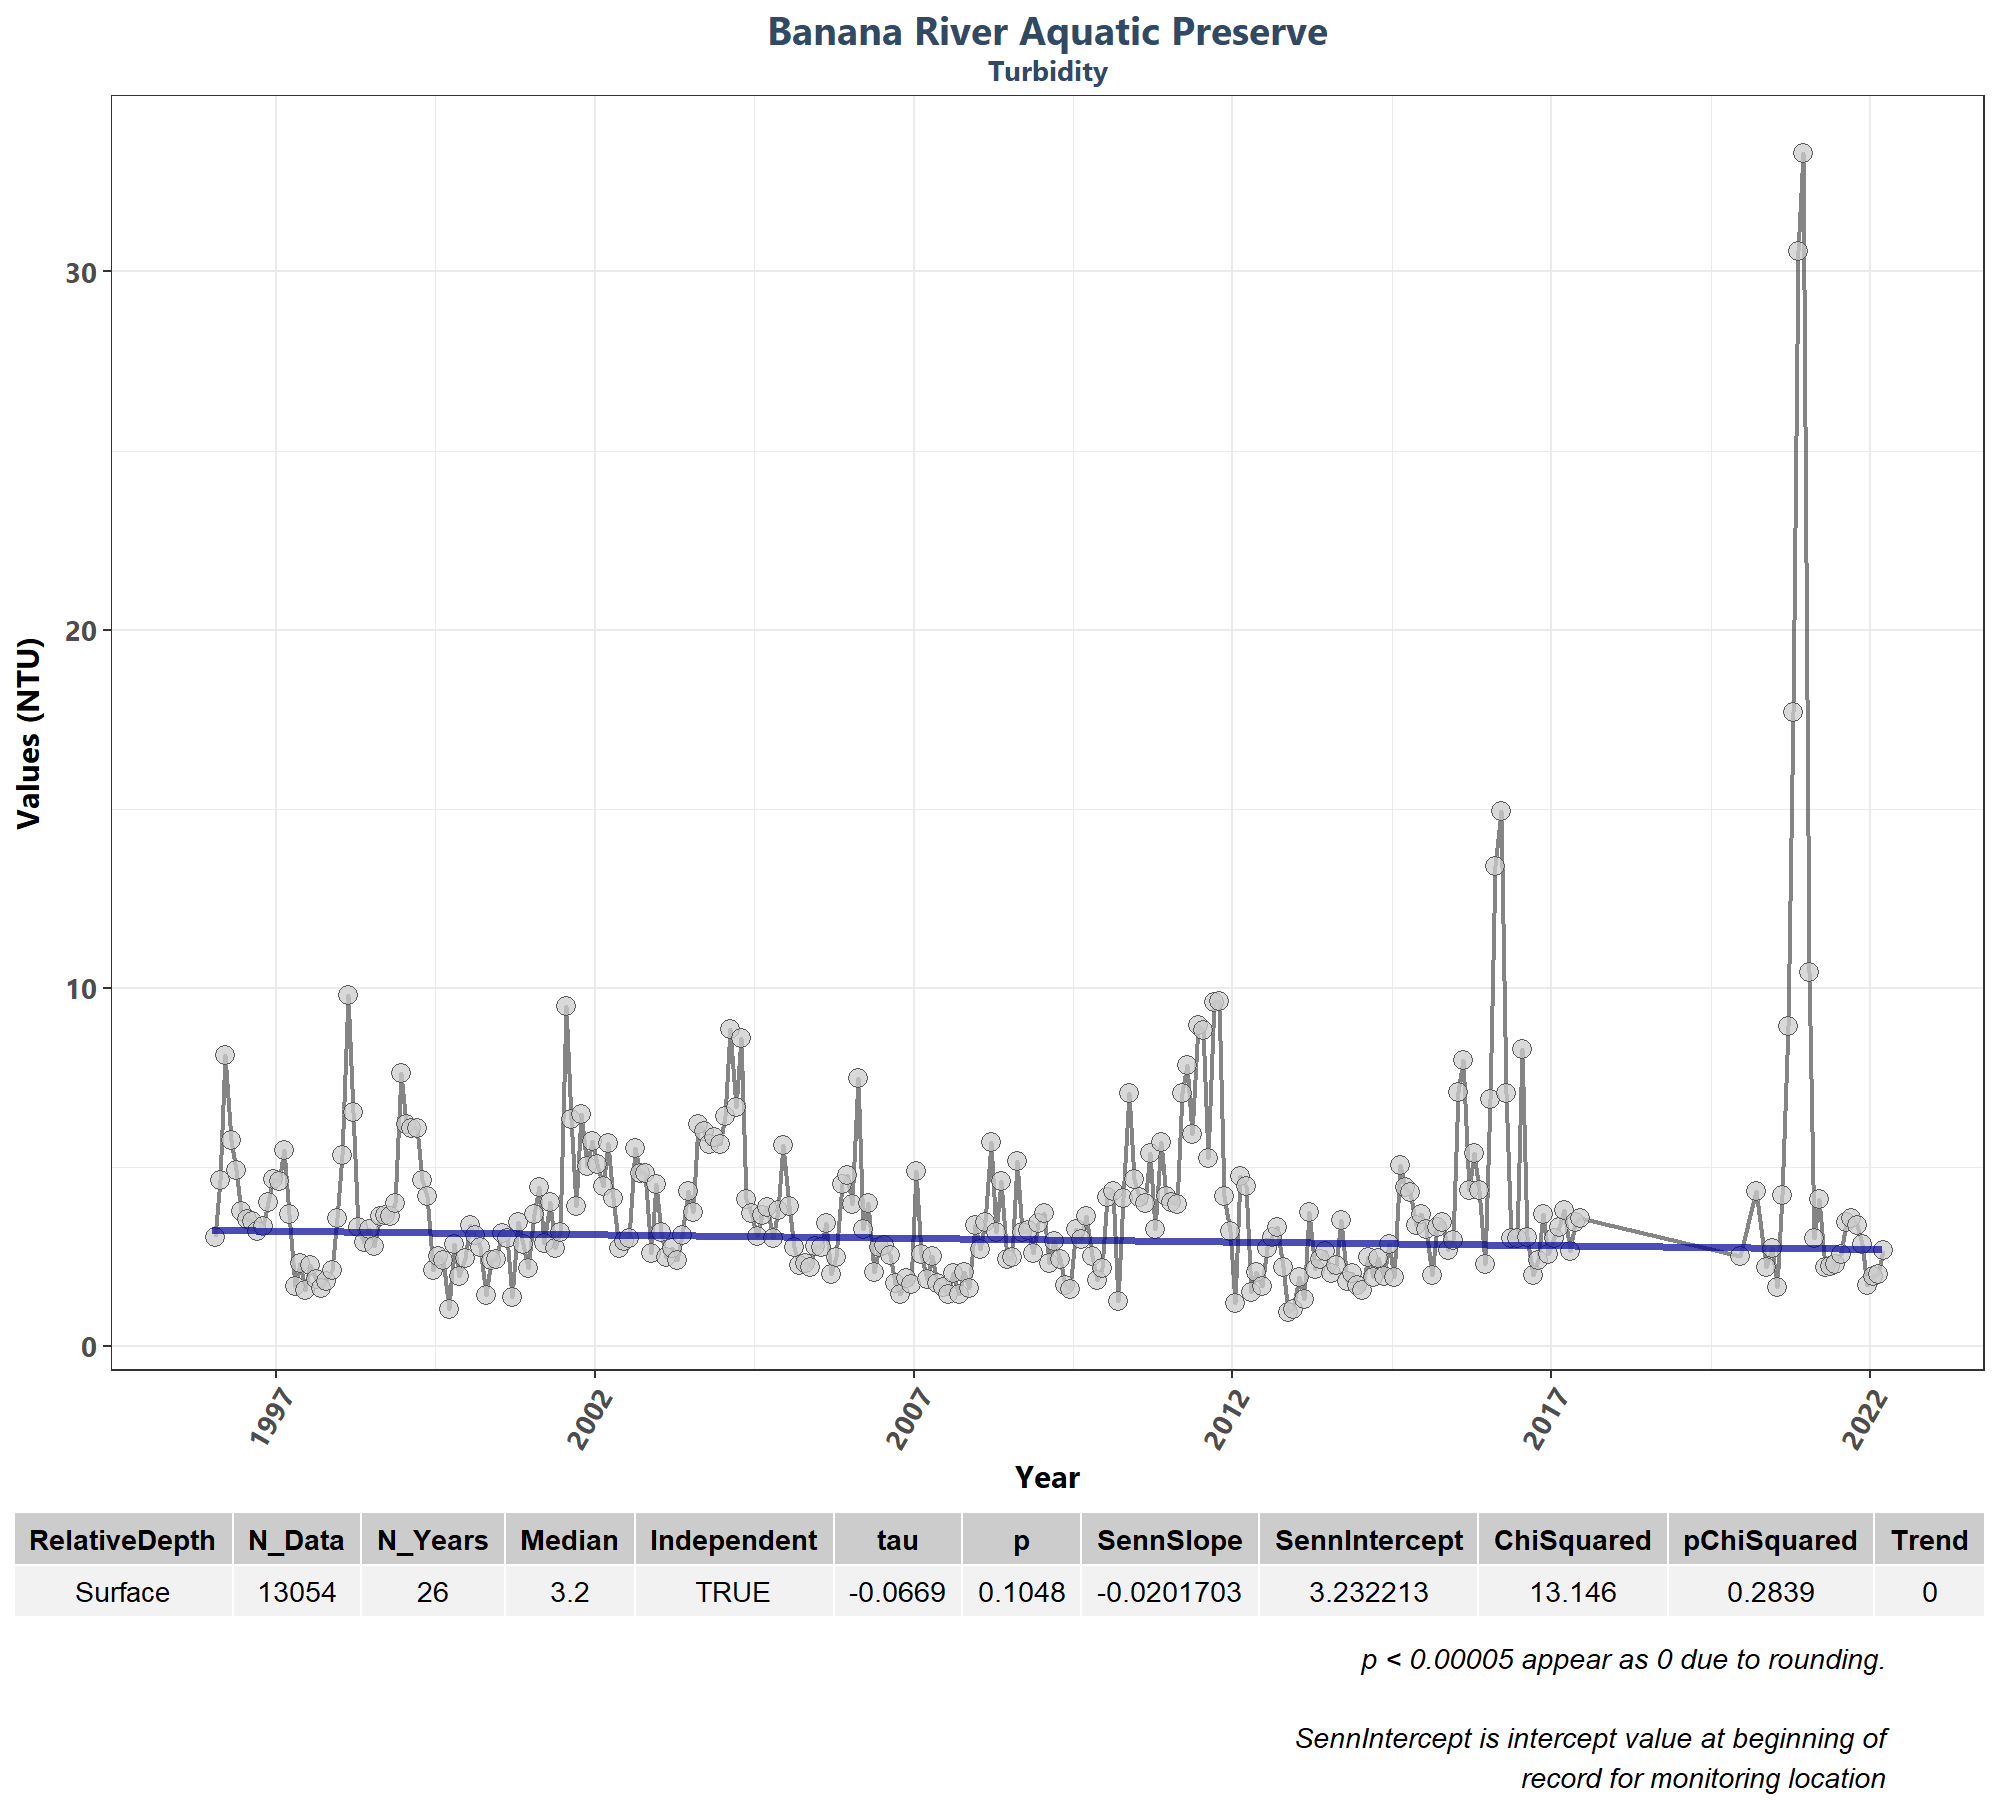 Banana River Aquatic Preserve
Turbidity
Values (NTU)
30
20
10
0
1997 2002 2007 2012 2017 2022
Year
RelativeDepth N_Data N_Years Median Independent tau p SennSlope SennIntercept ChiSquared pChiSquared Trend
Surface 13054 26 3.2 TRUE -0.0669 0.1048 -0.0201703 3.232213 13.146 0.2839 0
p < 0.00005 appear as 0 due to rounding.
SennIntercept is intercept value at beginning of
record for monitoring location